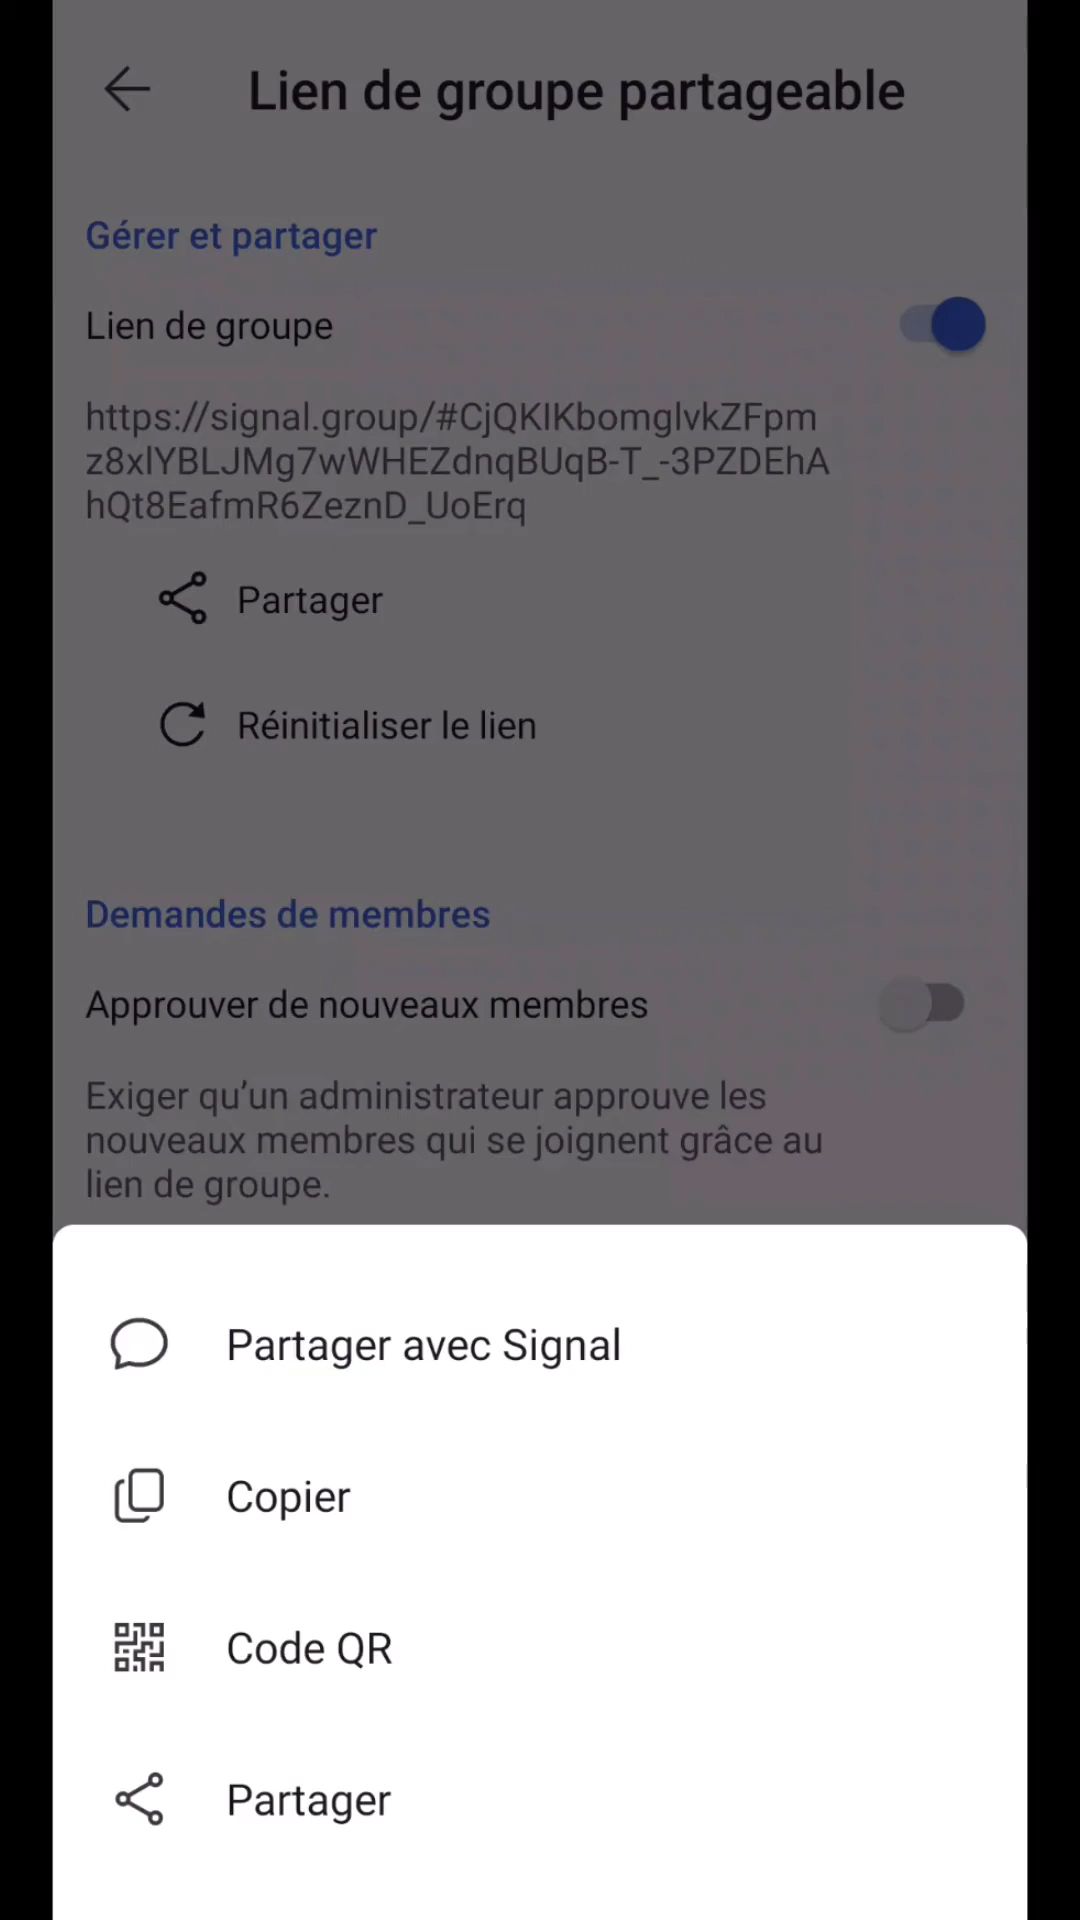 Lien de groupe partageable
Gérer et partager
Lien de groupe
https://signal.group/#CjQKIKbomglvkZFpm
z8xlYBLJMg7wWHEZdnqBUqB-T_-3PZDEhA
hQt8EafmR6ZeznD_UoErq
Partager
Réinitialiser le lien
Demandes de membres
Approuver de nouveaux membres
Exiger qu’un administrateur approuve les
nouveaux membres qui se joignent grâce au
lien de groupe.
Partager avec Signal
Copier
Code QR
Partager